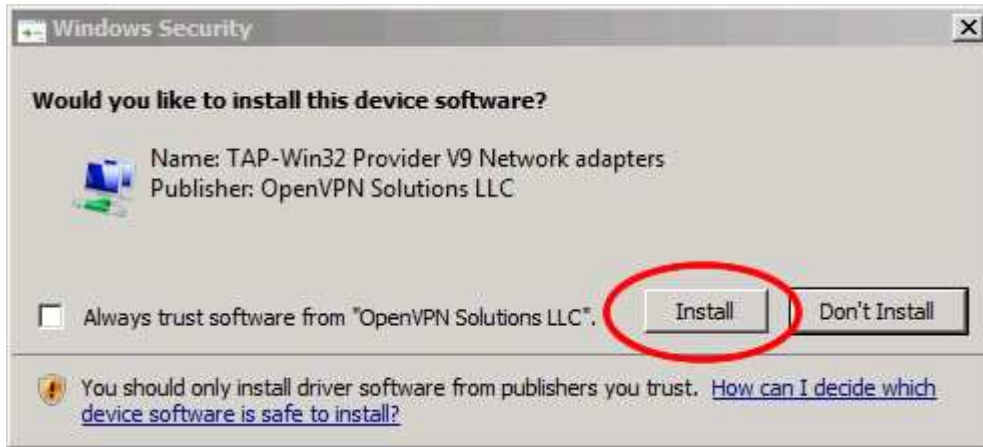 Windows Security
Would you like to install this device software?
Name: TAP-Win32 Provider V9 Network adapters
Publisher: OpenVPN Solutions LLC
Always trust software from "OpenVPN Solutions LLC".
Install
Don't Install
You should only install driver software from publishers you trust. How can I decide which
device software is safe to install?